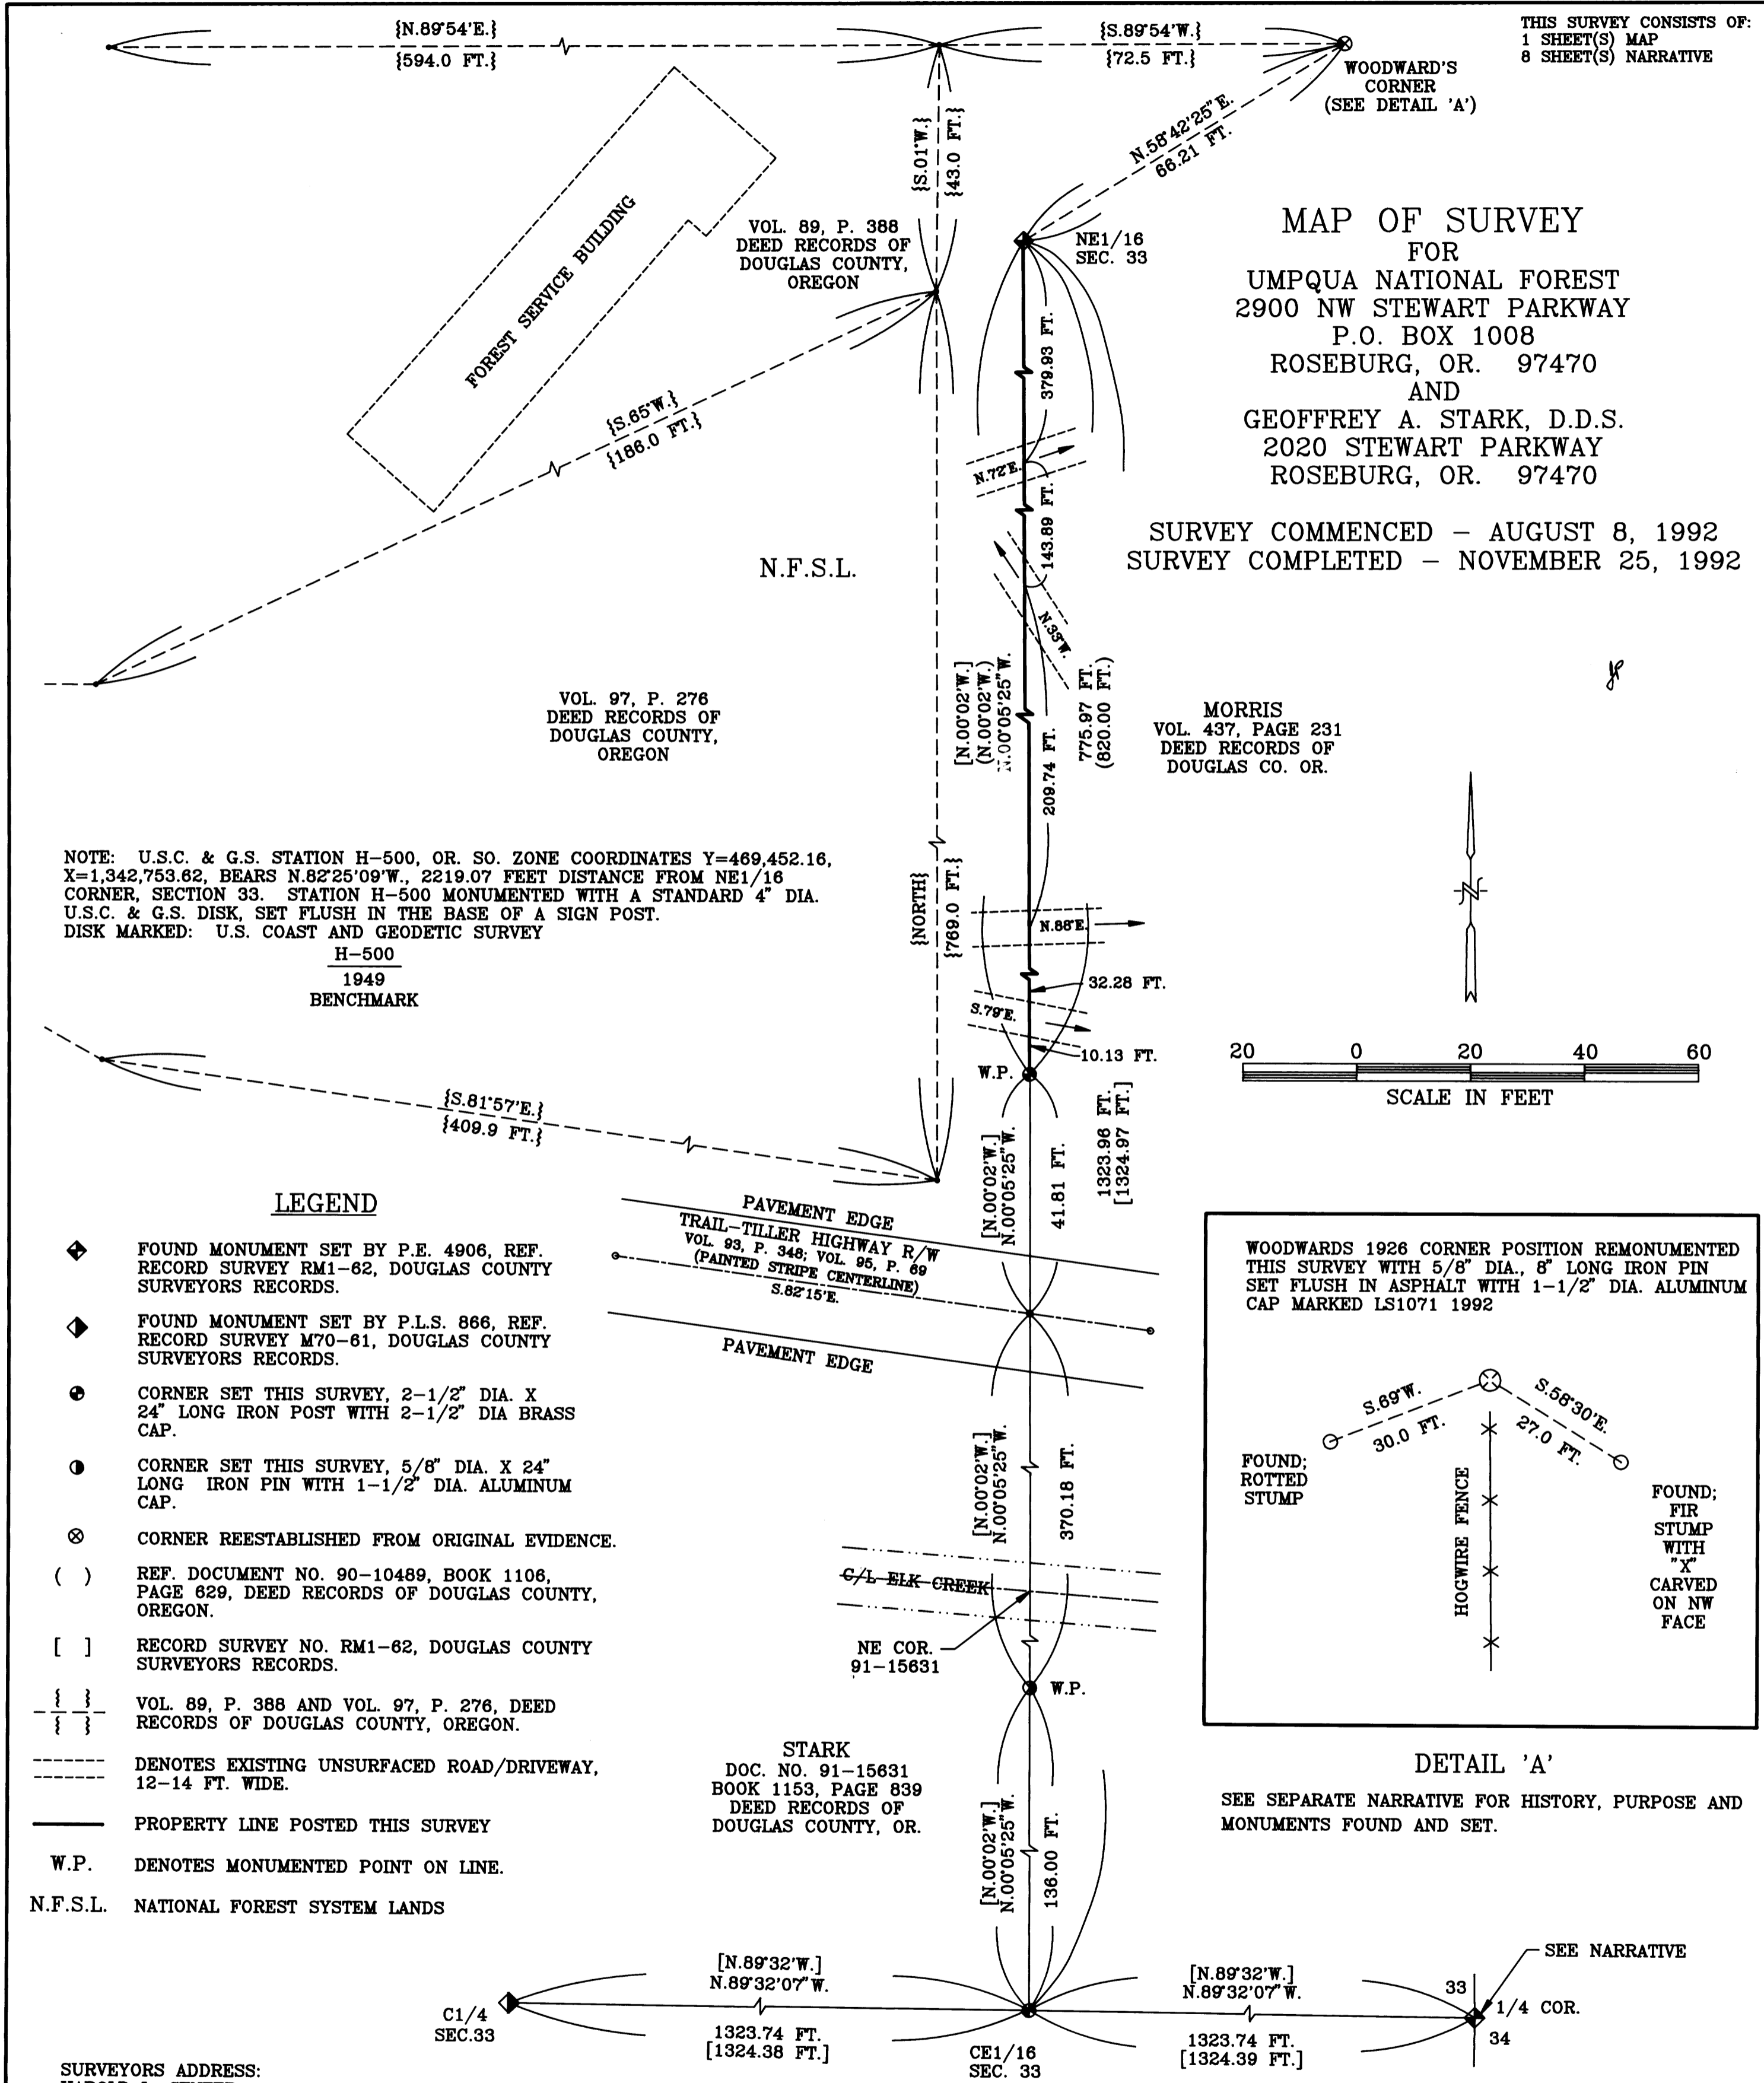 {N.89°54'E.}
{594.0 FT.}
{S.89°54'W.}
{72.5 FT.}
THIS SURVEY CONSISTS OF:
1 SHEET(S) MAP
8 SHEET(S) NARRATIVE
WOODWARD'S
CORNER
(SEE DETAIL 'A')
N.58°42'25"E.
66.21 FT.
{S.01°W.}
{43.0 FT.}
FOREST SERVICE BUILDING
VOL. 89, P. 388
DEED RECORDS OF
DOUGLAS COUNTY,
OREGON
NE1/16
SEC. 33
MAP OF SURVEY
FOR
UMPQUA NATIONAL FOREST
2900 NW STEWART PARKWAY
P.O. BOX 1008
ROSEBURG, OR. 97470
AND
GEOFFREY A. STARK, D.D.S.
2020 STEWART PARKWAY
ROSEBURG, OR. 97470
SURVEY COMMENCED – AUGUST 8, 1992
SURVEY COMPLETED – NOVEMBER 25, 1992
379.93 FT.
{S.65°W.}
{186.0 FT.}
N.72°E.
143.89 FT.
N.F.S.L.
N.33°W.
[N.00°02'W.]
(N.00°02'W.)
N.00°05'25"W.
775.97 FT.
(820.00 FT.)
209.74 FT.
VOL. 97, P. 276
DEED RECORDS OF
DOUGLAS COUNTY,
OREGON
MORRIS
VOL. 437, PAGE 231
DEED RECORDS OF
DOUGLAS CO. OR.
NOTE: U.S.C. & G.S. STATION H-500, OR. SO. ZONE COORDINATES Y=469,452.16,
X=1,342,753.62, BEARS N.82°25'09"W., 2219.07 FEET DISTANCE FROM NE1/16
CORNER, SECTION 33. STATION H-500 MONUMENTED WITH A STANDARD 4" DIA.
U.S.C. & G.S. DISK, SET FLUSH IN THE BASE OF A SIGN POST.
DISK MARKED: U.S. COAST AND GEODETIC SURVEY
H-500
1949
BENCHMARK
{NORTH}
{769.0 FT.}
N.88°E.
32.28 FT.
S.79°E.
10.13 FT.
W.P.
N
20 0 20 40 60
SCALE IN FEET
{S.81°57'E.}
{409.9 FT.}
[N.00°02'W.]
N.00°05'25"W.
41.81 FT.
1323.96 FT.
[1324.97 FT.]
PAVEMENT EDGE
TRAIL-TILLER HIGHWAY R/W
VOL. 93, P. 348; VOL. 95, P. 69
(PAINTED STRIPE CENTERLINE)
S.82°15'E.
PAVEMENT EDGE
LEGEND
FOUND MONUMENT SET BY P.E. 4906, REF.
RECORD SURVEY RM1-62, DOUGLAS COUNTY
SURVEYORS RECORDS.
FOUND MONUMENT SET BY P.L.S. 866, REF.
RECORD SURVEY M70-61, DOUGLAS COUNTY
SURVEYORS RECORDS.
CORNER SET THIS SURVEY, 2-1/2" DIA. X
24" LONG IRON POST WITH 2-1/2" DIA BRASS
CAP.
CORNER SET THIS SURVEY, 5/8" DIA. X 24"
LONG IRON PIN WITH 1-1/2" DIA. ALUMINUM
CAP.
CORNER REESTABLISHED FROM ORIGINAL EVIDENCE.
( ) REF. DOCUMENT NO. 90-10489, BOOK 1106,
PAGE 629, DEED RECORDS OF DOUGLAS COUNTY,
OREGON.
[ ] RECORD SURVEY NO. RM1-62, DOUGLAS COUNTY
SURVEYORS RECORDS.
{ } VOL. 89, P. 388 AND VOL. 97, P. 276, DEED
{ } RECORDS OF DOUGLAS COUNTY, OREGON.
DENOTES EXISTING UNSURFACED ROAD/DRIVEWAY,
12-14 FT. WIDE.
PROPERTY LINE POSTED THIS SURVEY
W.P. DENOTES MONUMENTED POINT ON LINE.
N.F.S.L. NATIONAL FOREST SYSTEM LANDS
WOODWARDS 1926 CORNER POSITION REMONUMENTED
THIS SURVEY WITH 5/8" DIA., 8" LONG IRON PIN
SET FLUSH IN ASPHALT WITH 1-1/2" DIA. ALUMINUM
CAP MARKED LS1071 1992
S.69°W.
30.0 FT.
S.58°30'E.
27.0 FT.
FOUND;
ROTTED
STUMP
HOGWIRE FENCE
FOUND;
FIR
STUMP
WITH
"X"
CARVED
ON NW
FACE
DETAIL 'A'
SEE SEPARATE NARRATIVE FOR HISTORY, PURPOSE AND
MONUMENTS FOUND AND SET.
[N.00°02'W.]
N.00°05'25"W.
370.18 FT.
C/L ELK CREEK
NE COR.
91-15631
W.P.
STARK
DOC. NO. 91-15631
BOOK 1153, PAGE 839
DEED RECORDS OF
DOUGLAS COUNTY, OR.
[N.00°02'W.]
N.00°05'25"W.
136.00 FT.
[N.89°32'W.]
N.89°32'07"W.
1323.74 FT.
[1324.38 FT.]
C1/4
SEC.33
CE1/16
SEC. 33
[N.89°32'W.]
N.89°32'07"W.
1323.74 FT.
[1324.39 FT.]
SEE NARRATIVE
33
1/4 COR.
34
SURVEYORS ADDRESS: